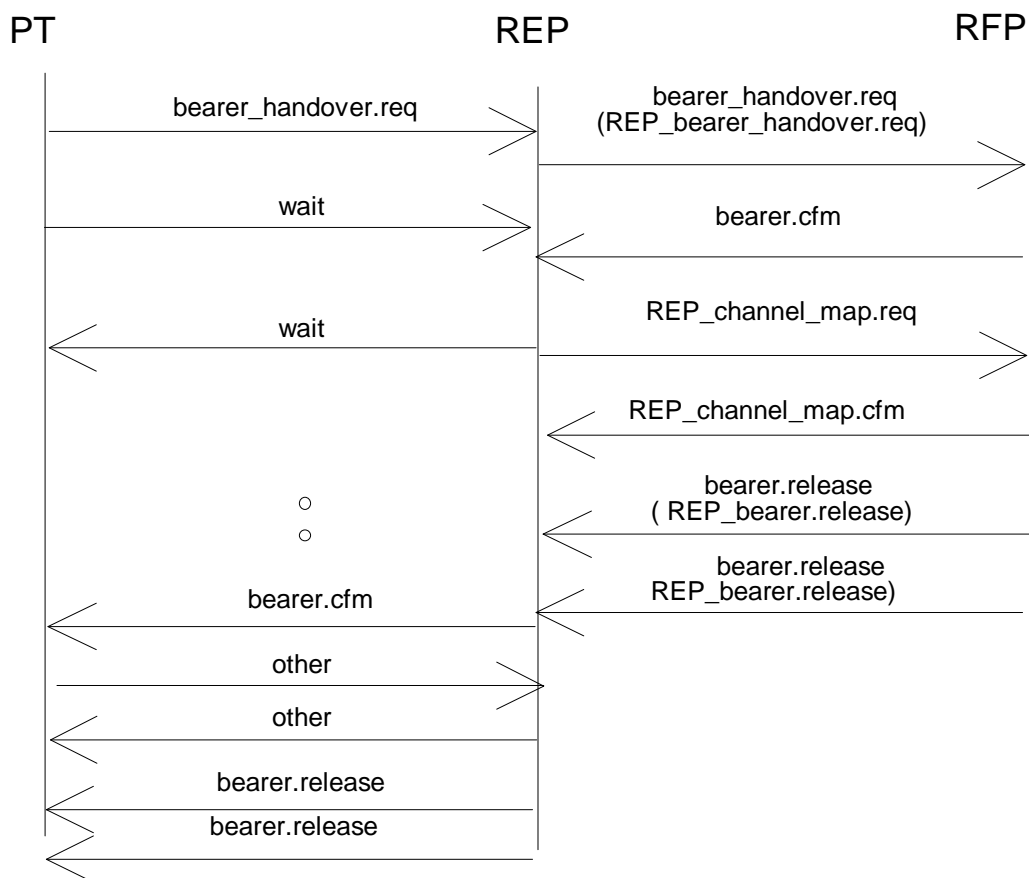 PT REP RFP
bearer_handover.req
bearer_handover.req
(REP_bearer_handover.req)
wait
bearer.cfm
REP_channel_map.req
wait
REP_channel_map.cfm
bearer.release
( REP_bearer.release)
bearer.release
REP_bearer.release)
bearer.cfm
other
other
bearer.release
bearer.release